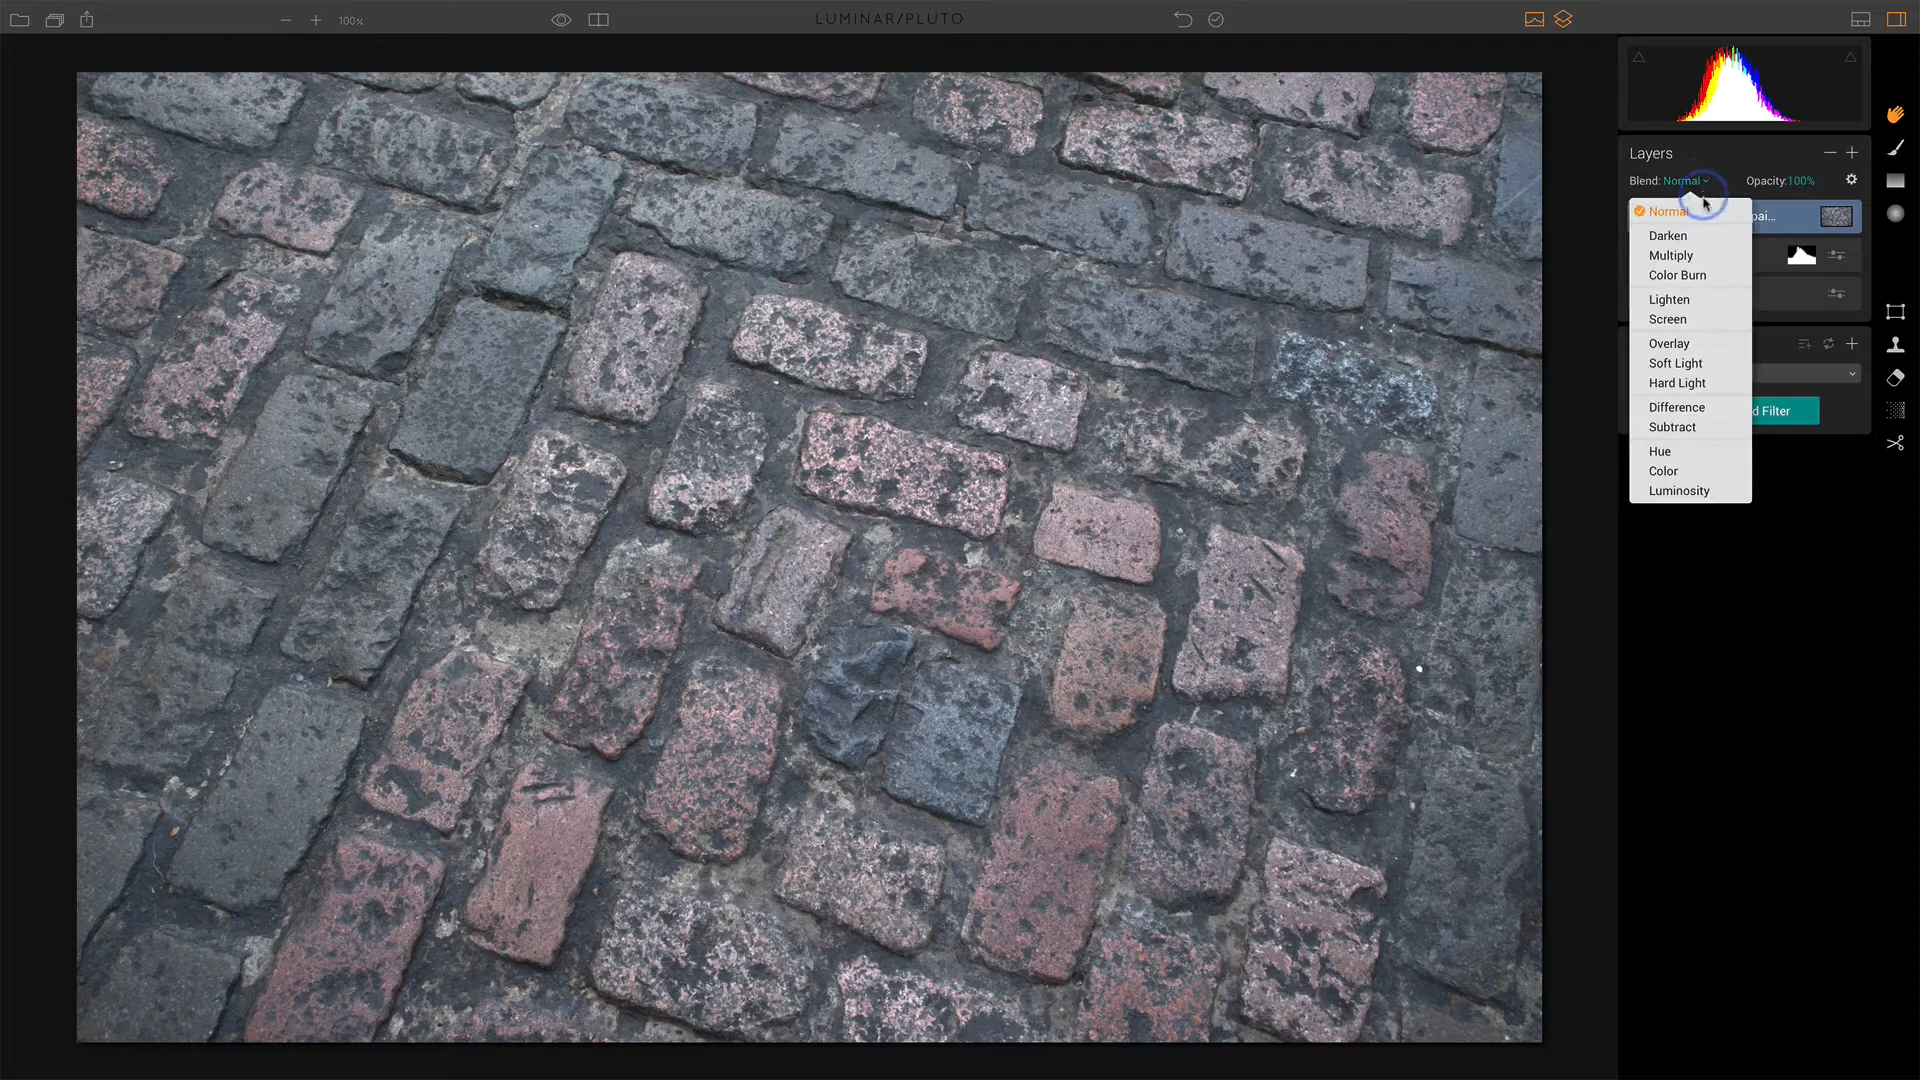 100%
LUMINAR/PLUTO
Layers
Blend: Normal
Opacity:100%
Normal
pai...
Darken
Multiply
Color Burn
Lighten
Screen
Overlay
Soft Light
Hard Light
Difference
d Filter
Subtract
Hue
Color
Luminosity